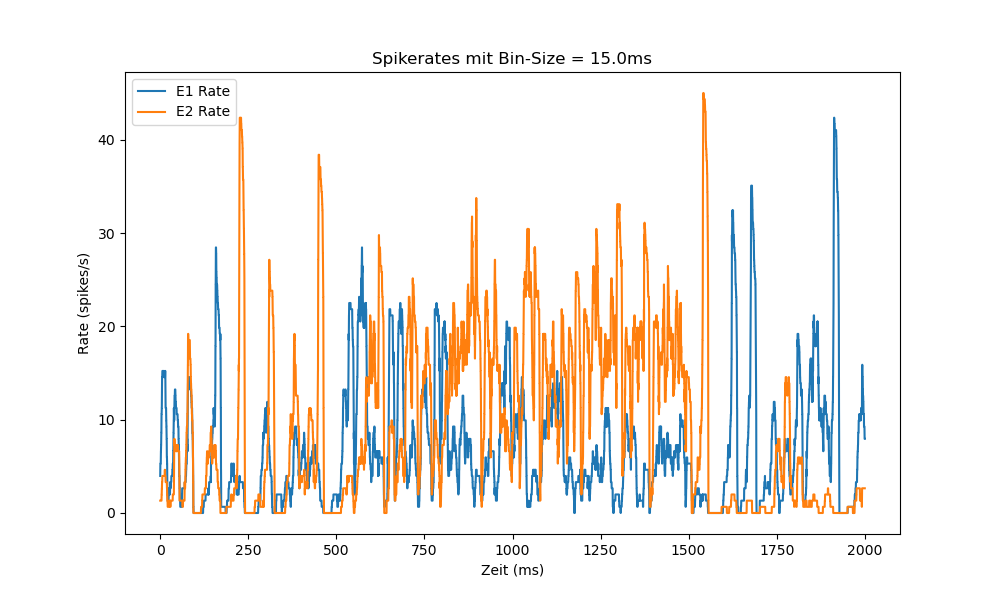 Spikerates mit Bin-Size = 15.0ms
E1 Rate
E2 Rate
Rate (spikes/s)
40
30
20
10
0
0 250 500 750 1000 1250 1500 1750 2000
Zeit (ms)